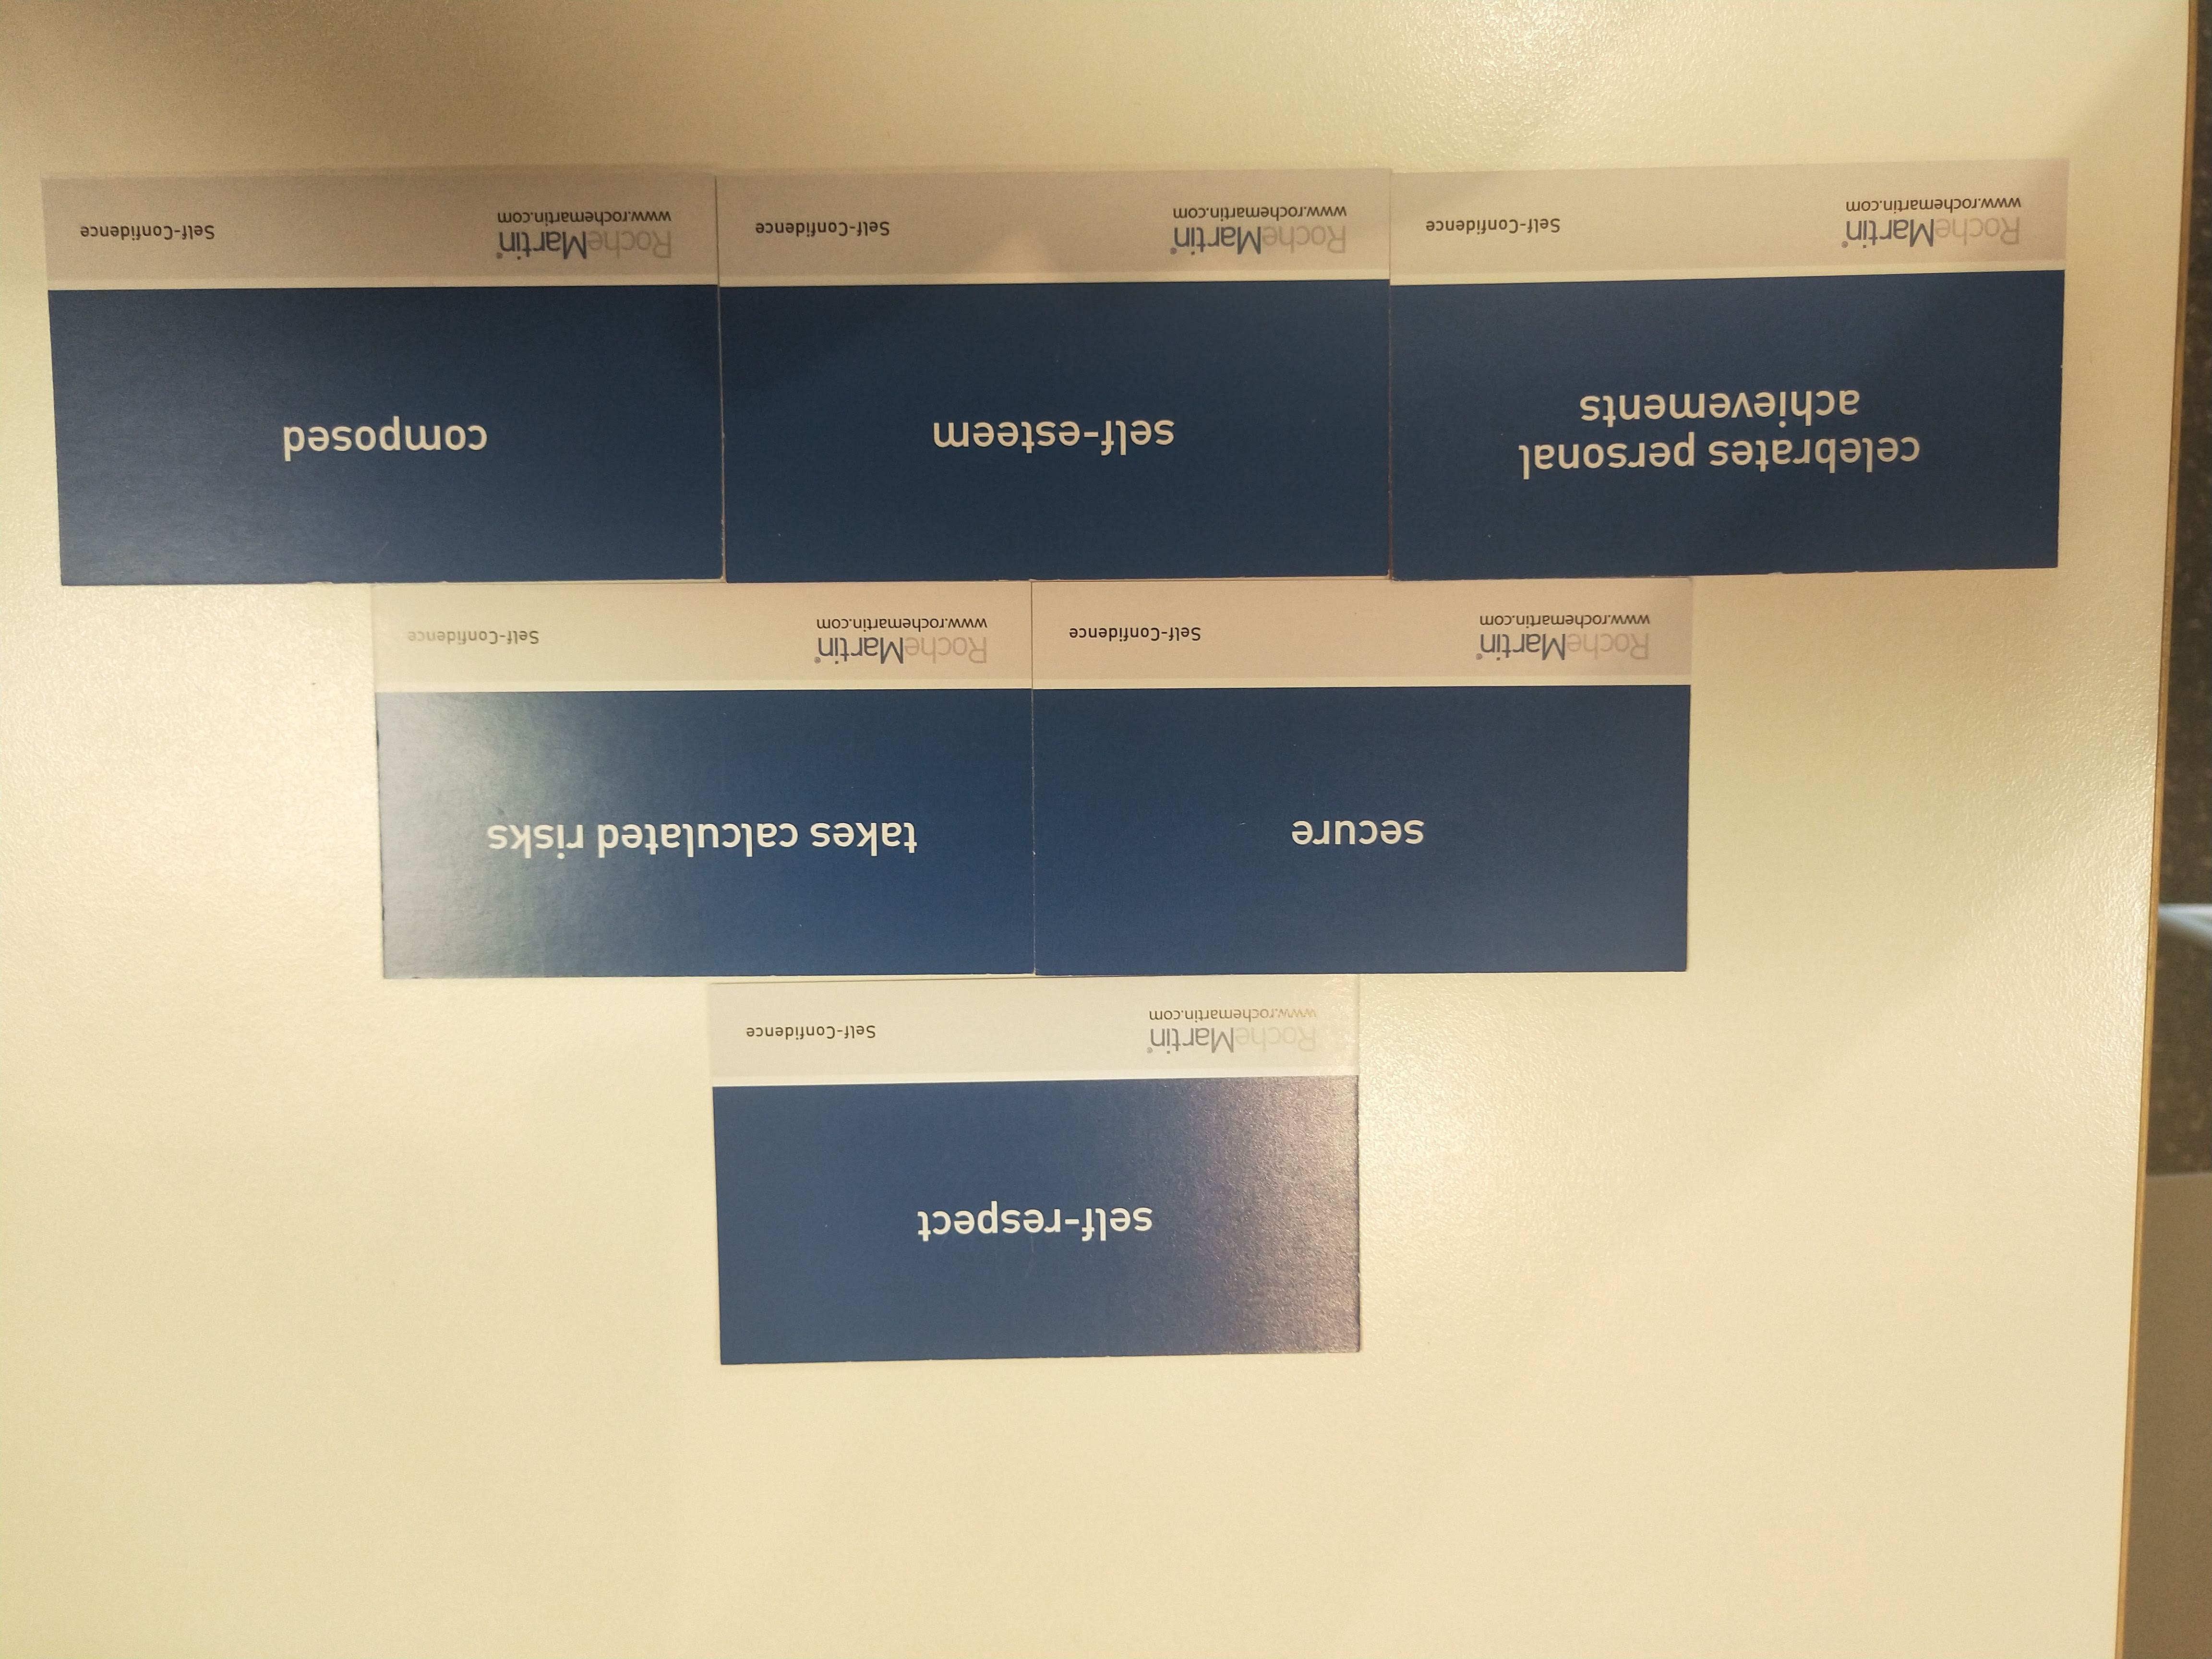 self-respect
RocheMartin®
www.rochemartin.com
Self-Confidence
secure
RocheMartin®
www.rochemartin.com
Self-Confidence
takes calculated risks
RocheMartin®
www.rochemartin.com
Self-Confidence
celebrates personal
achievements
RocheMartin®
www.rochemartin.com
Self-Confidence
self-esteem
RocheMartin®
www.rochemartin.com
Self-Confidence
composed
RocheMartin®
www.rochemartin.com
Self-Confidence